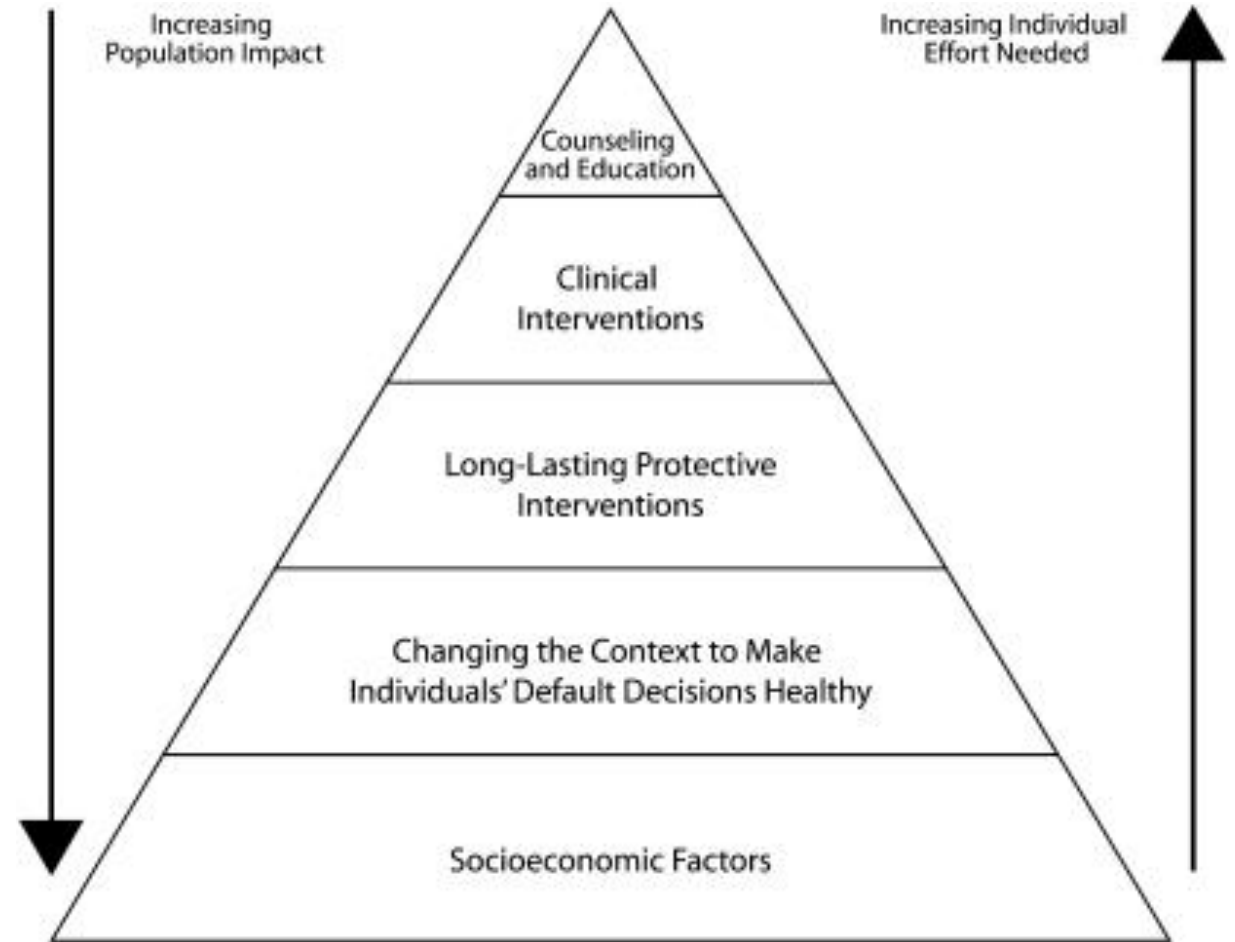 Increasing
Population Impact
Increasing Individual
Effort Needed
Counseling
and Education
Clinical
Interventions
Long-Lasting Protective
Interventions
Changing the Context to Make
Individuals’ Default Decisions Healthy
Socioeconomic Factors